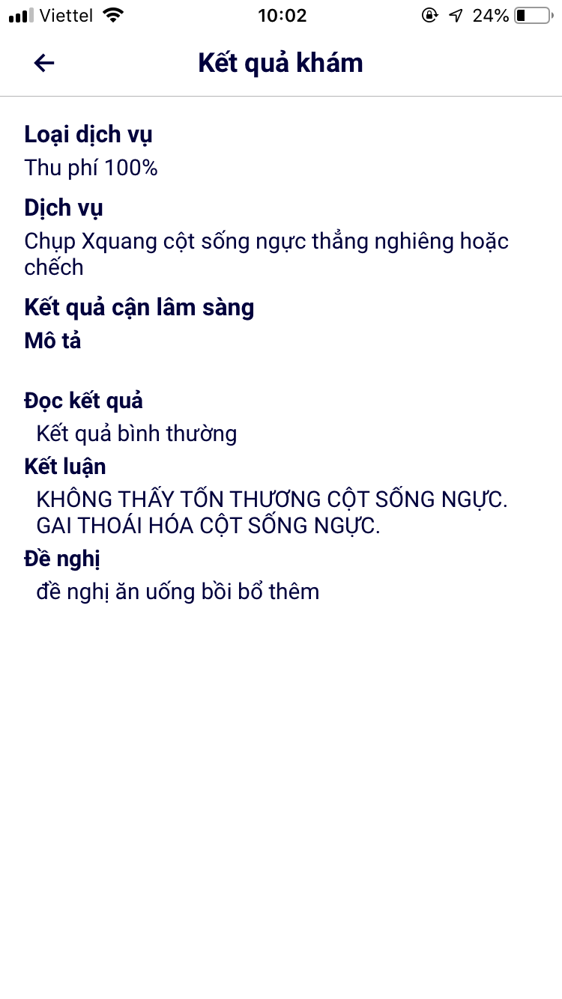 Viettel 10:02 24%
Kết quả khám
Loại dịch vụ
Thu phí 100%
Dịch vụ
Chụp Xquang cột sống ngực thẳng nghiêng hoặc
chếch
Kết quả cận lâm sàng
Mô tả
Đọc kết quả
Kết quả bình thường
Kết luận
KHÔNG THẤY TỔN THƯƠNG CỘT SỐNG NGỰC.
GAI THOÁI HÓA CỘT SỐNG NGỰC.
Đề nghị
đề nghị ăn uống bồi bổ thêm